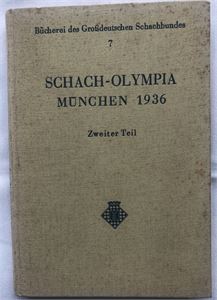 Bücherei des Großdeutschen Schachbundes
7
SCHACH-OLYMPIA
MÜNCHEN 1936
Zweiter Teil